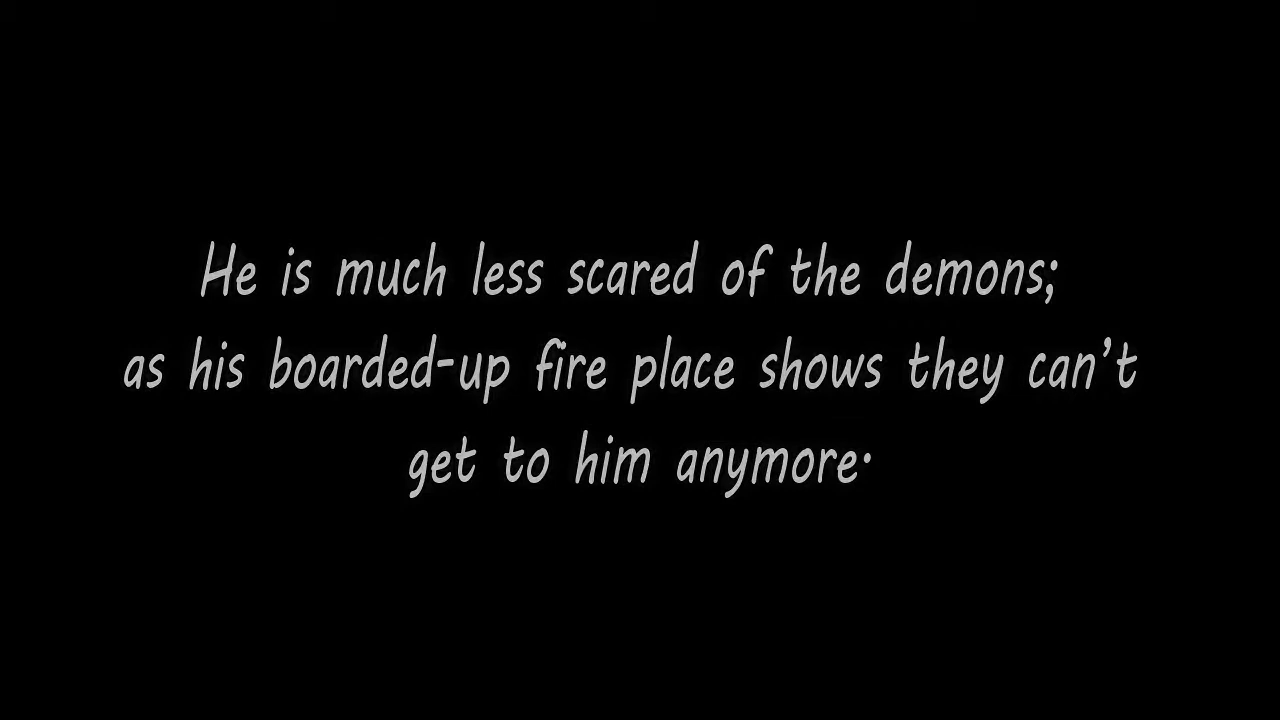 He is much less scared of the demons;
as his boarded-up fire place shows they can't
get to him anymore.